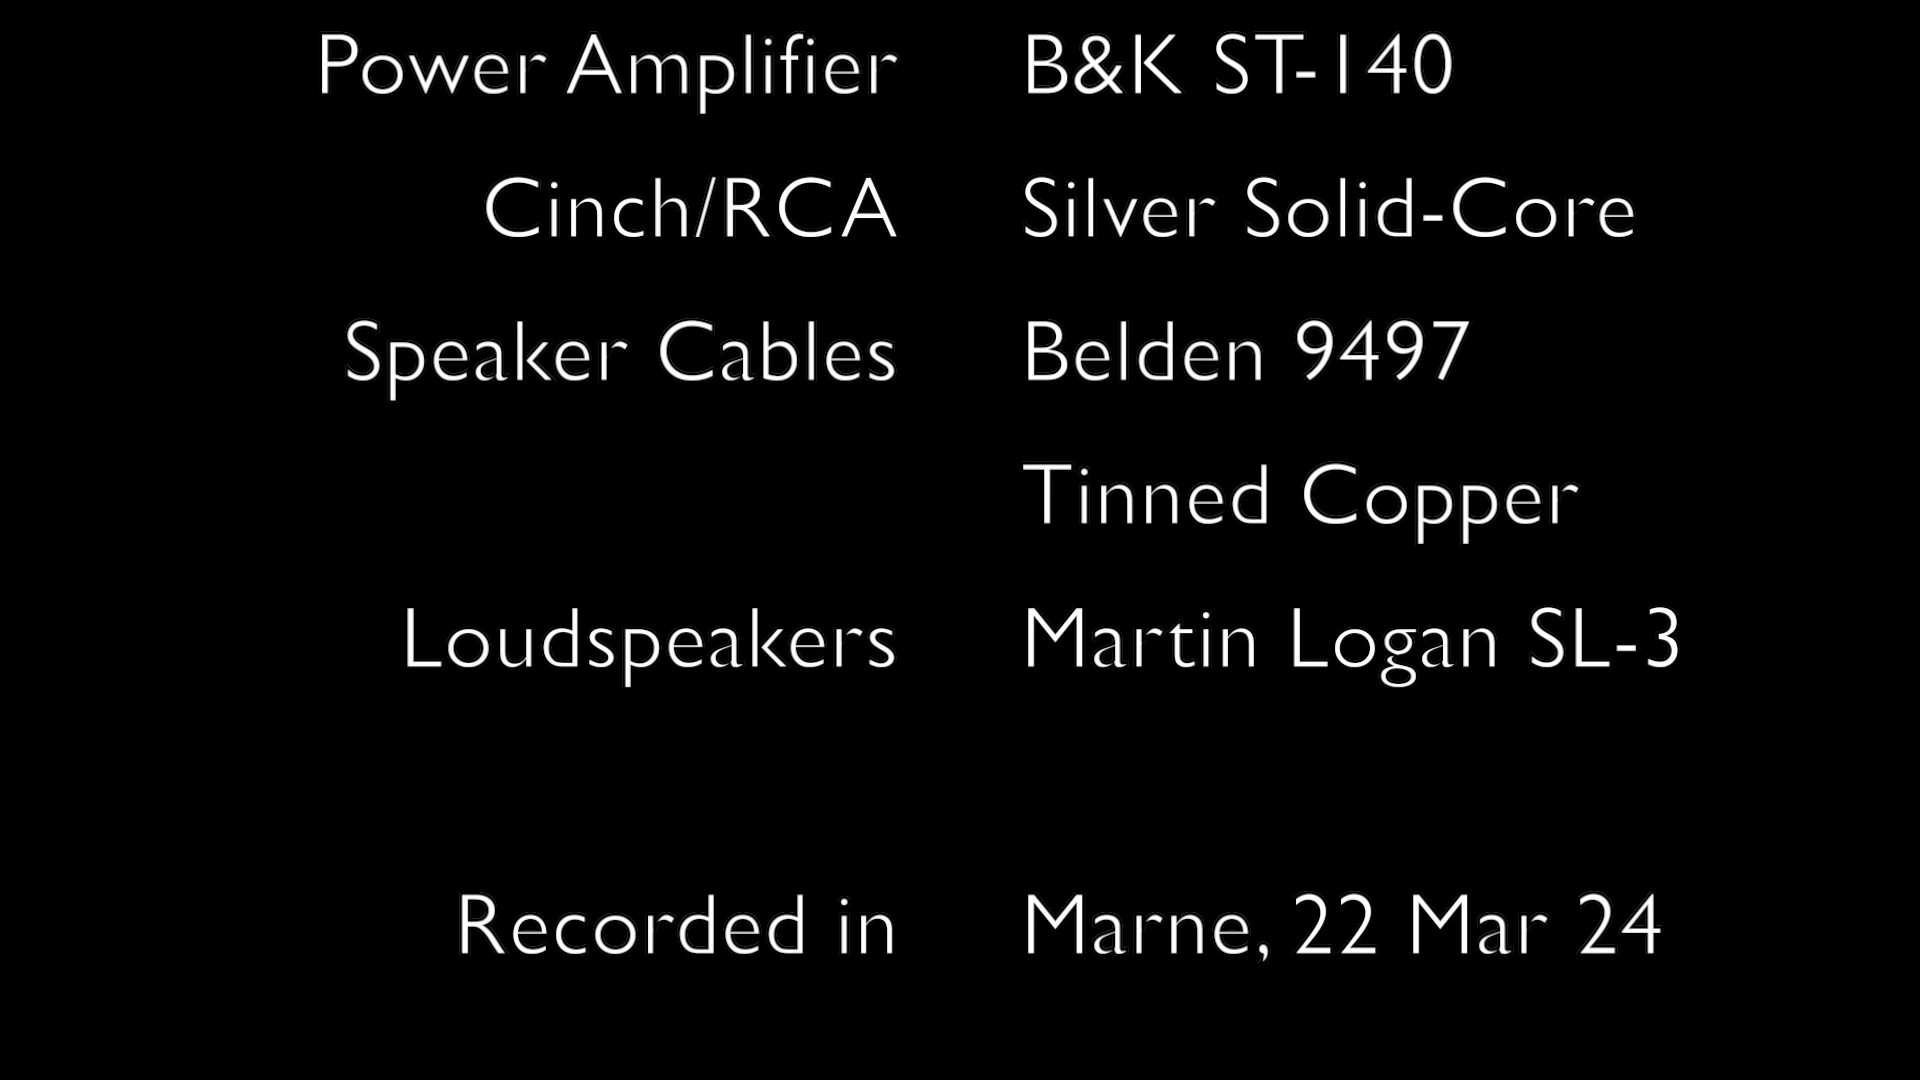 Power Amplifier B&K ST-140
Cinch/RCA Silver Solid-Core
Speaker Cables Belden 9497
Tinned Copper
Loudspeakers Martin Logan SL-3
Recorded in Marne, 22 Mar 24